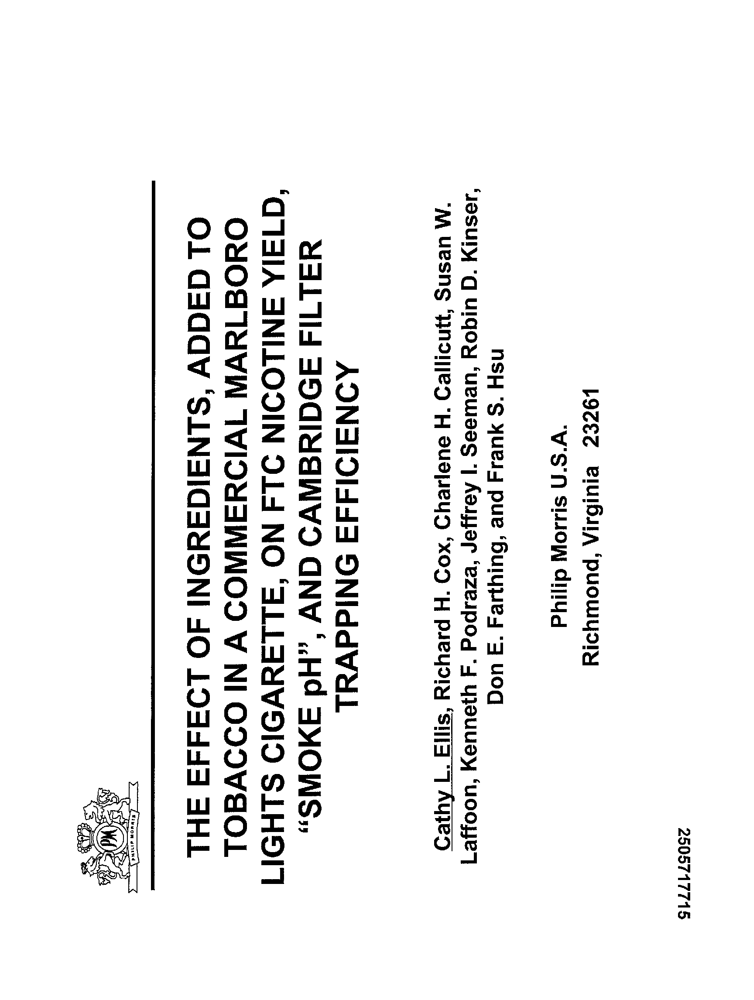 PM
PHILIP MORRIS
THE EFFECT OF INGREDIENTS, ADDED TO
TOBACCO IN A COMMERCIAL MARLBORO
LIGHTS CIGARETTE, ON FTC NICOTINE YIELD,
“SMOKE pH”, AND CAMBRIDGE FILTER
TRAPPING EFFICIENCY
Cathy L. Ellis, Richard H. Cox, Charlene H. Callicutt, Susan W.
Laffoon, Kenneth F. Podraza, Jeffrey I. Seeman, Robin D. Kinser,
Don E. Farthing, and Frank S. Hsu
Philip Morris U.S.A.
Richmond, Virginia 23261
2505717715